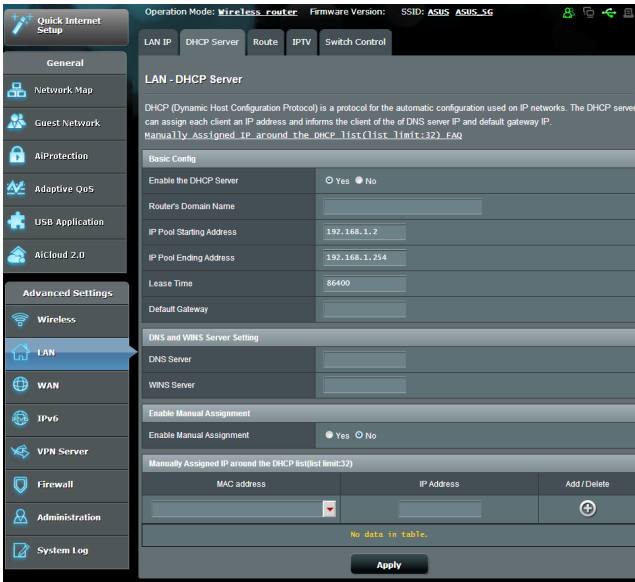 Operation Mode: Wireless router Firmware Version: SSID: ASUS ASUS_5G
Quick Internet
Setup
General
Network Map
Guest Network
AiProtection
Adaptive QoS
USB Application
AiCloud 2.0
Advanced Settings
Wireless
LAN
WAN
IPv6
VPN Server
Firewall
Administration
System Log
LAN IP DHCP Server Route IPTV Switch Control
LAN - DHCP Server
DHCP (Dynamic Host Configuration Protocol) is a protocol for the automatic configuration used on IP networks. The DHCP server
can assign each client an IP address and informs the client of the of DNS server IP and default gateway IP.
Manually Assigned IP around the DHCP list(list limit:32) FAQ
Basic Config
Enable the DHCP Server Yes No
Router's Domain Name
IP Pool Starting Address 192.168.1.2
IP Pool Ending Address 192.168.1.254
Lease Time 86400
Default Gateway
DNS and WINS Server Setting
DNS Server
WINS Server
Enable Manual Assignment
Enable Manual Assignment Yes No
Manually Assigned IP around the DHCP list(list limit:32)
MAC address IP Address Add / Delete
No data in table.
Apply